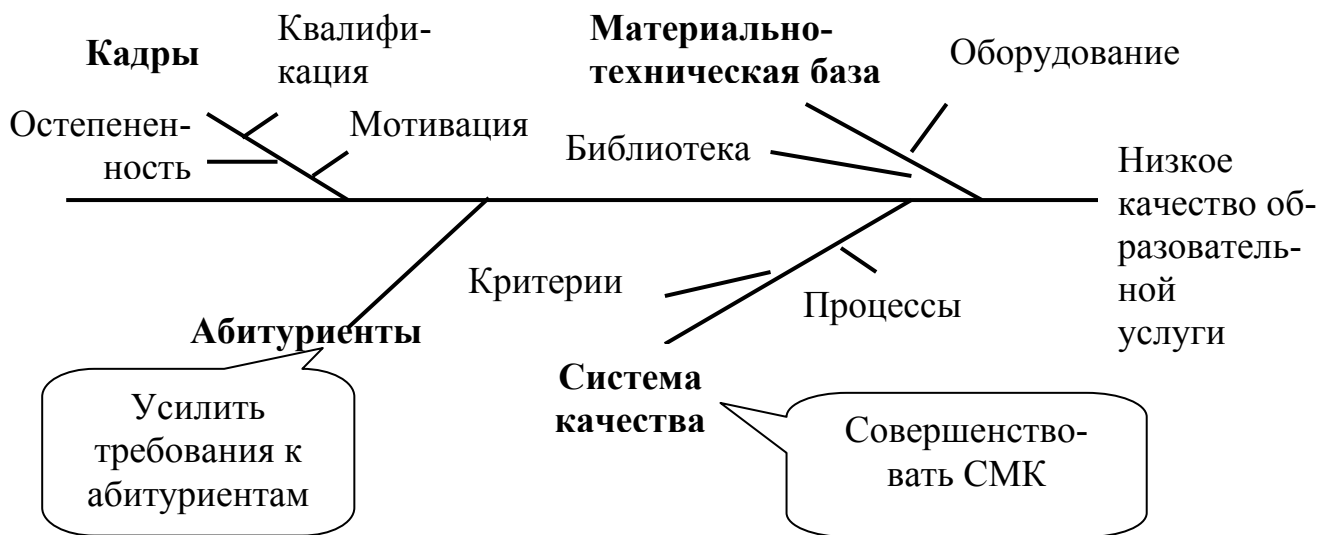 Кадры
Квалифи-
кация
Остепенен-
ность
Мотивация
Материально-
техническая база
Оборудование
Библиотека
Низкое
качество об-
разователь-
ной
услуги
Критерии
Процессы
Абитуриенты
Усилить
требования к
абитуриентам
Система
качества
Совершенство-
вать СМК